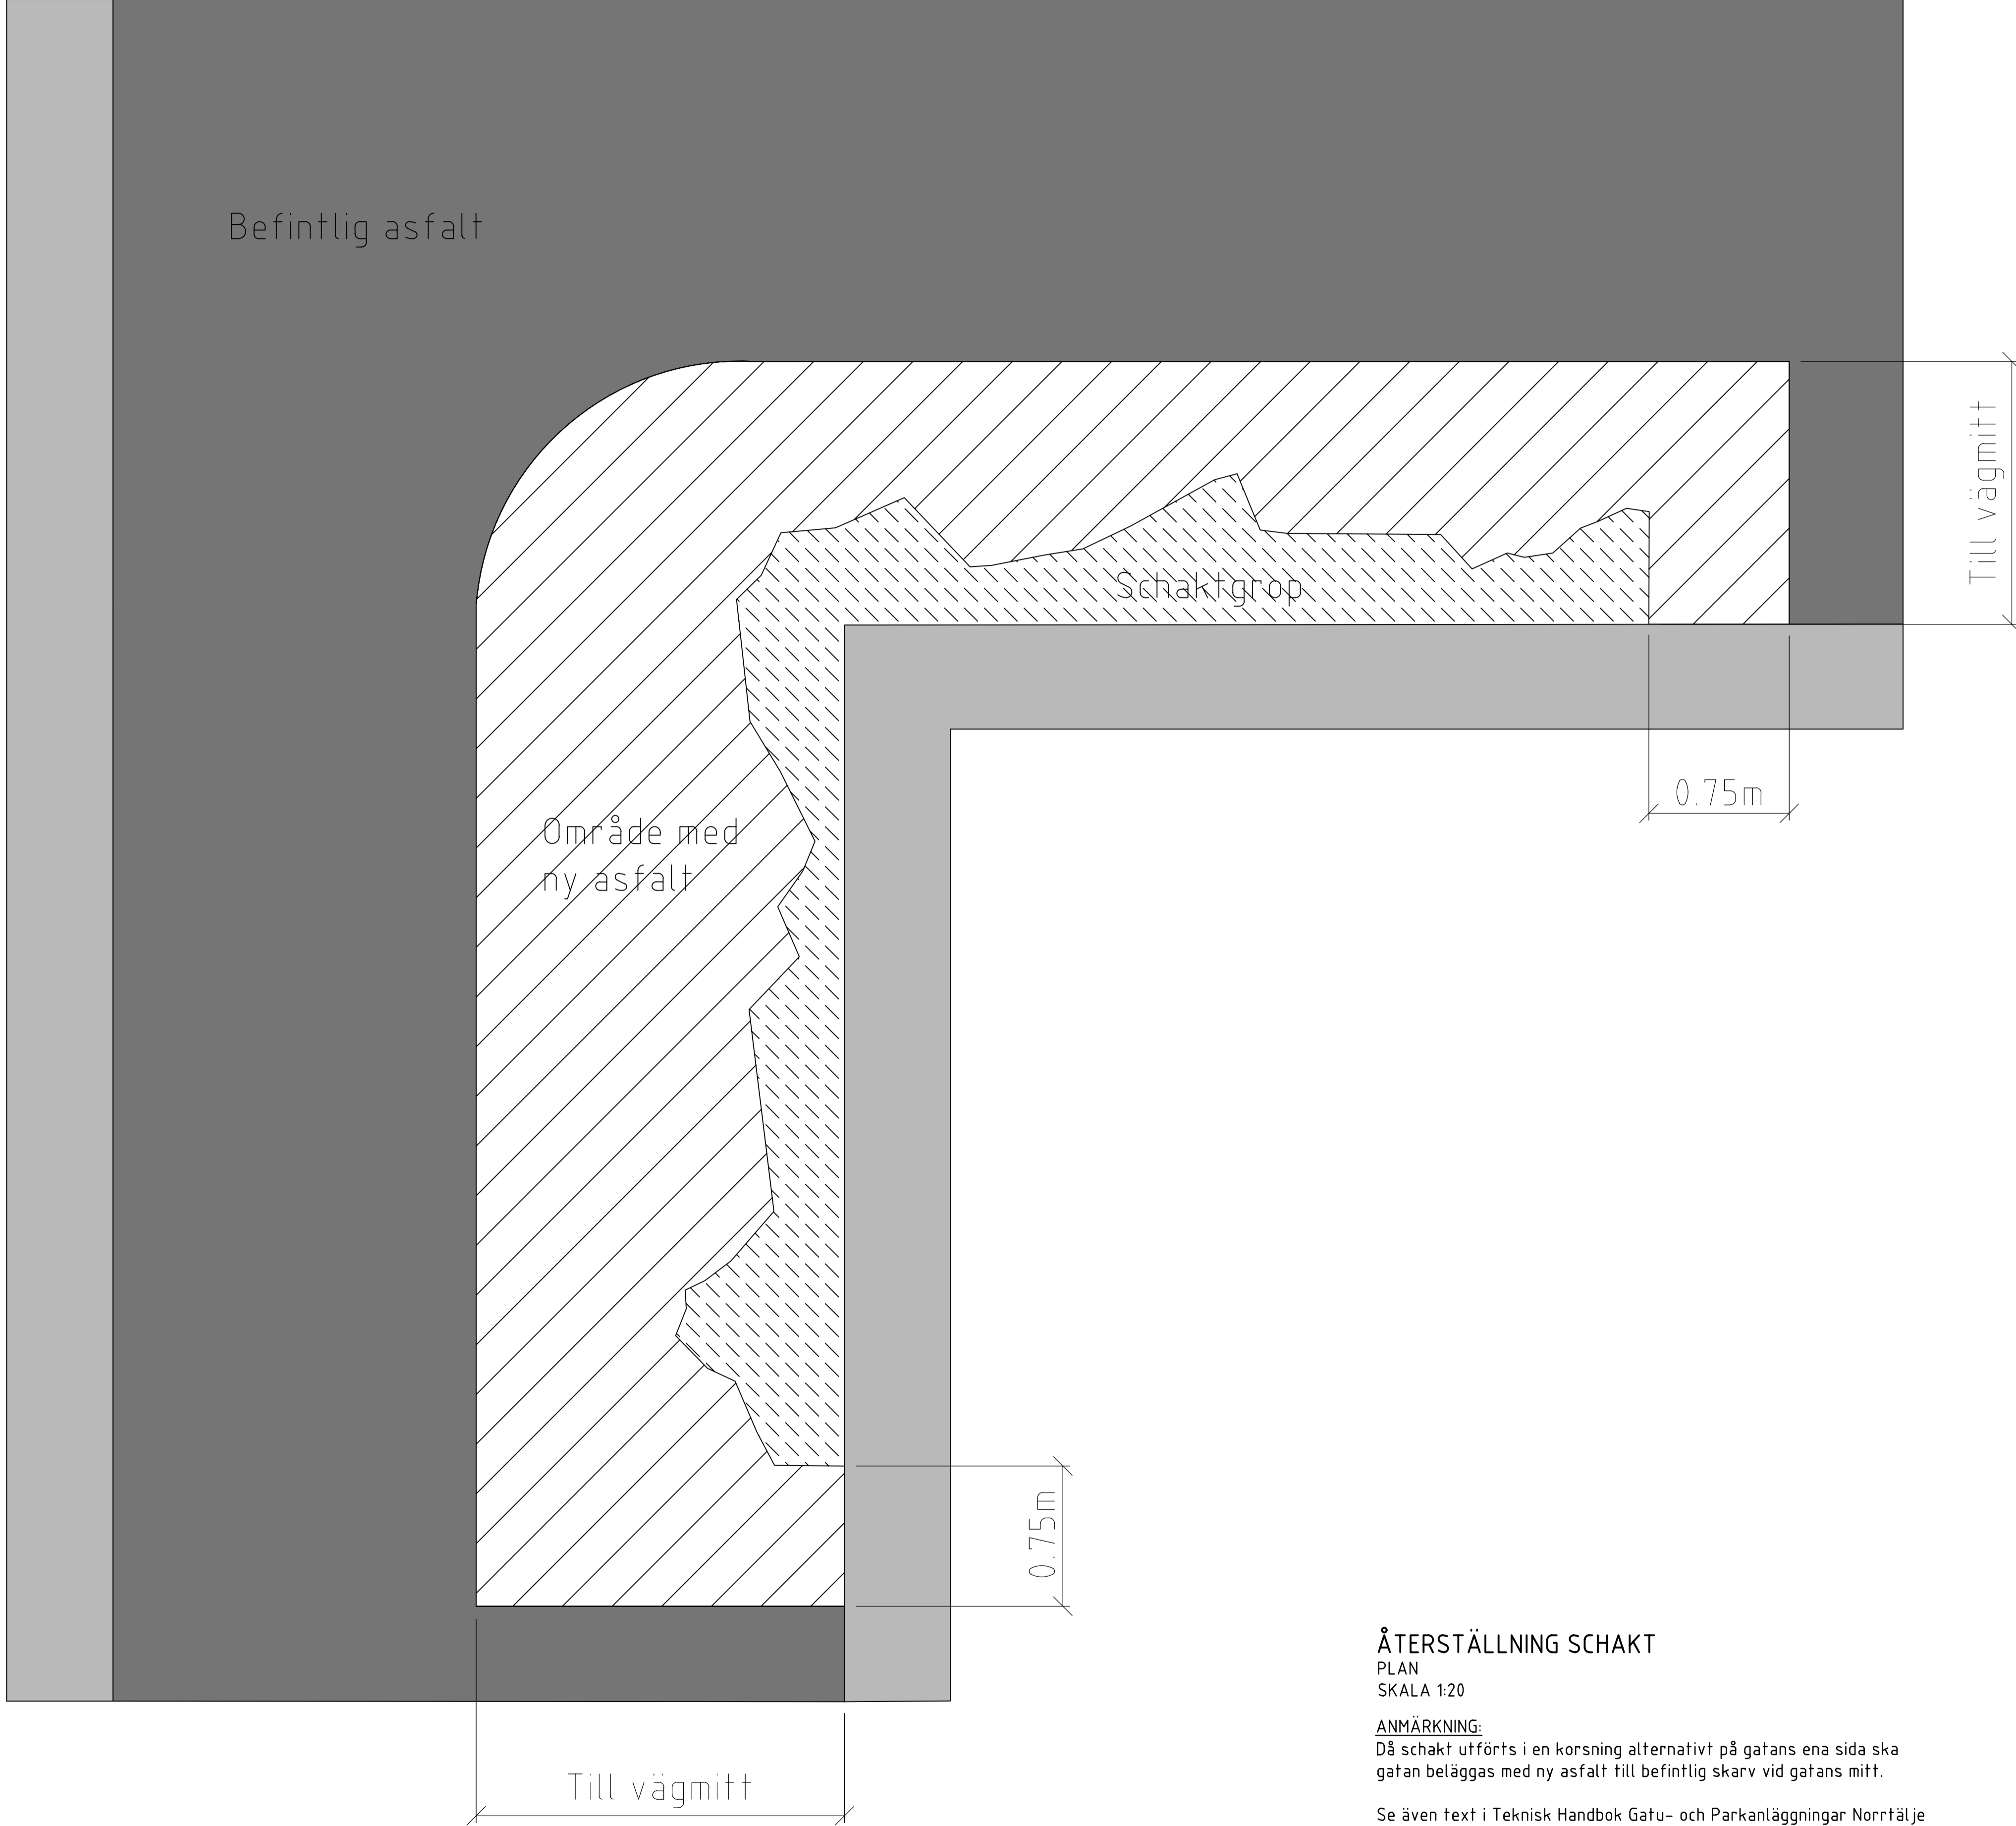 Befintlig asfalt
Till vägmitt
Schaktgrop
0.75m
Område med
ny asfalt
0.75m
Till vägmitt
ÅTERSTÄLLNING SCHAKT
PLAN
SKALA 1:20
ANMÄRKNING:
Då schakt utförts i en korsning alternativt på gatans ena sida ska
gatan beläggas med ny asfalt till befintlig skarv vid gatans mitt.
Se även text i Teknisk Handbok Gatu- och Parkanläggningar Norrtälje